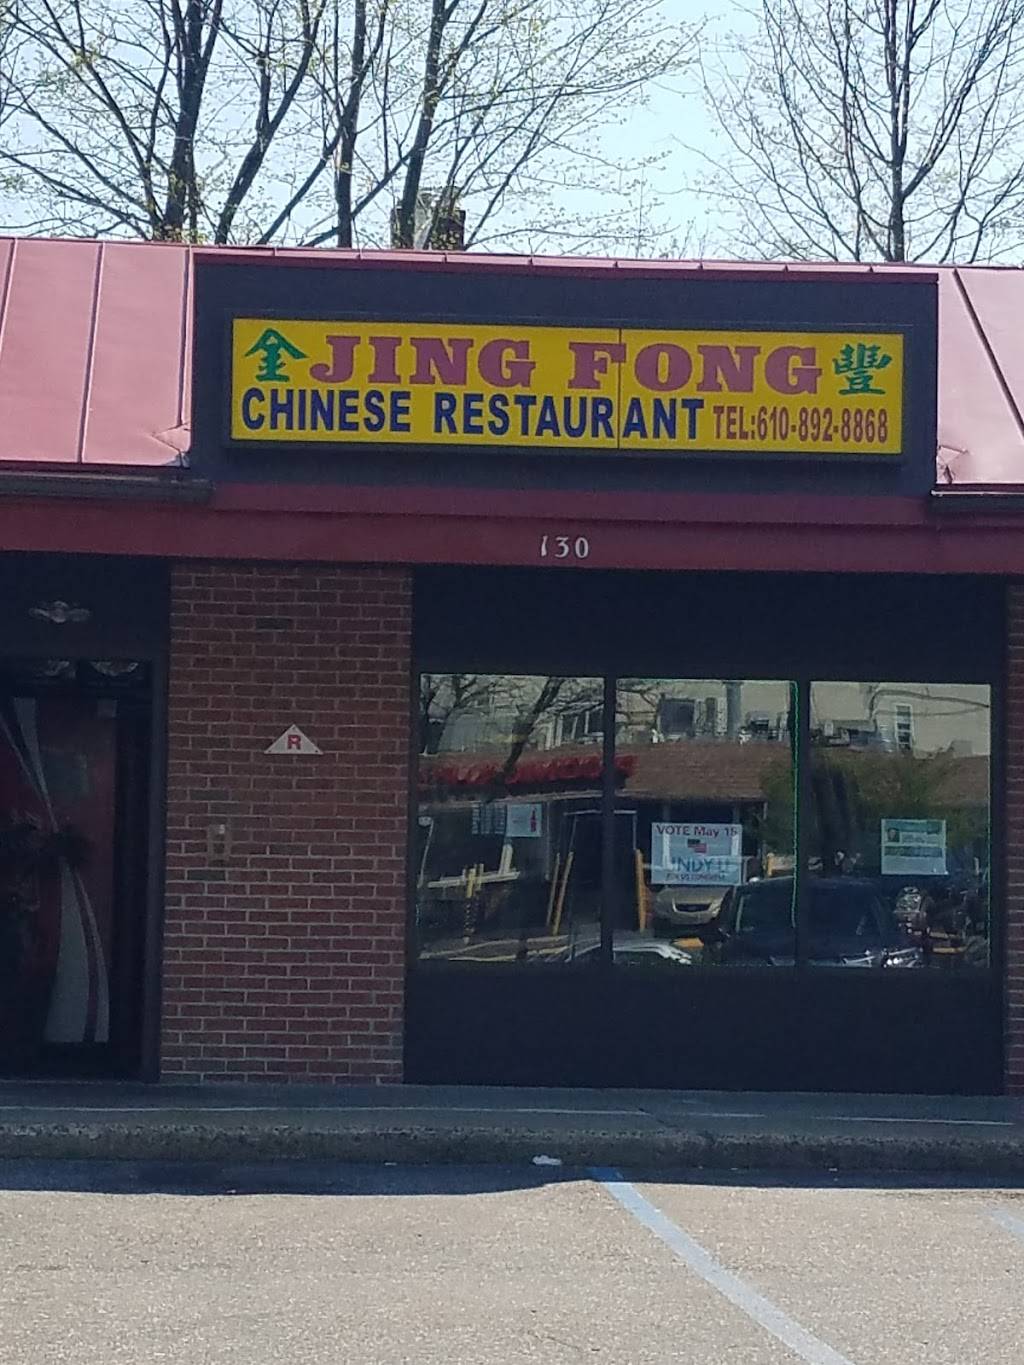 金 JING FONG 豐
CHINESE RESTAURANT TEL:610-892-8868
130
R
VOTE May 15